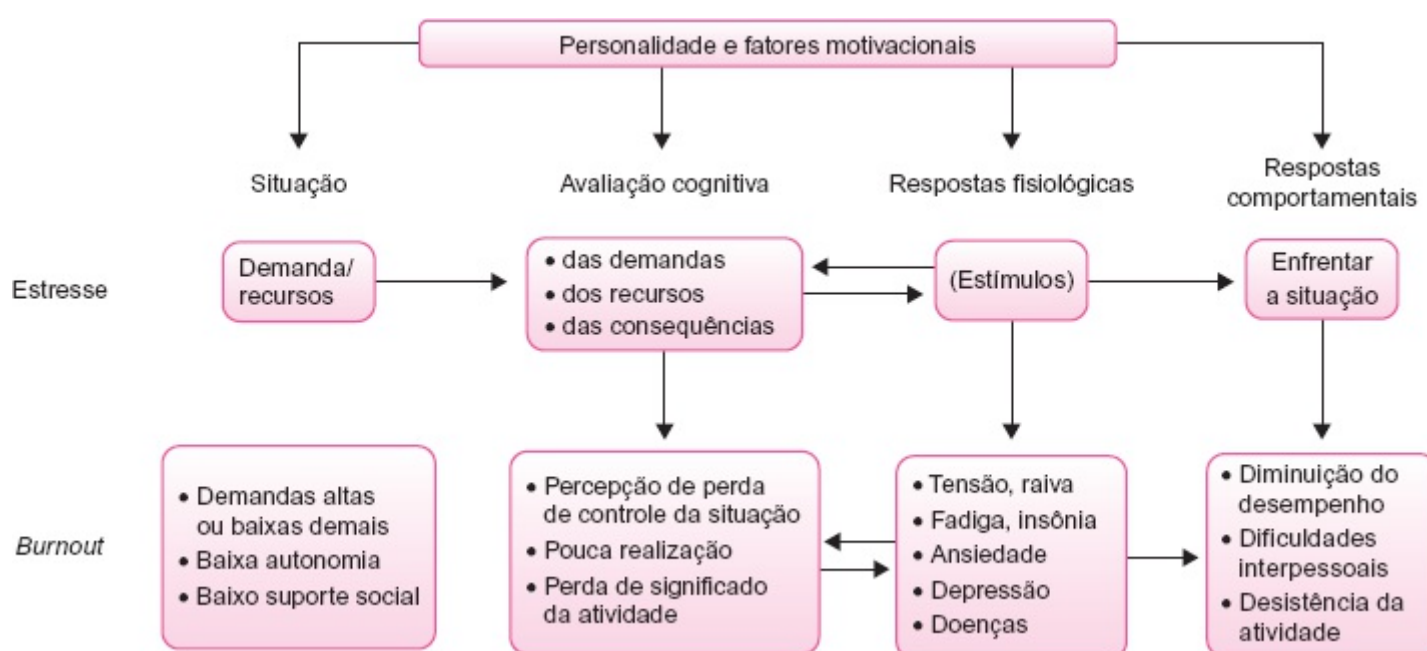 Personalidade e fatores motivacionais
Situação
Avaliação cognitiva
Respostas fisiológicas
Respostas
comportamentais
Estresse
Demanda/
recursos
• das demandas
• dos recursos
• das consequências
(Estímulos)
Enfrentar
a situação
Burnout
• Demandas altas
ou baixas demais
• Baixa autonomia
• Baixo suporte social
• Percepção de perda
de controle da situação
• Pouca realização
• Perda de significado
da atividade
• Tensão, raiva
• Fadiga, insônia
• Ansiedade
• Depressão
• Doenças
• Diminuição do
desempenho
• Dificuldades
interpessoais
• Desistência da
atividade